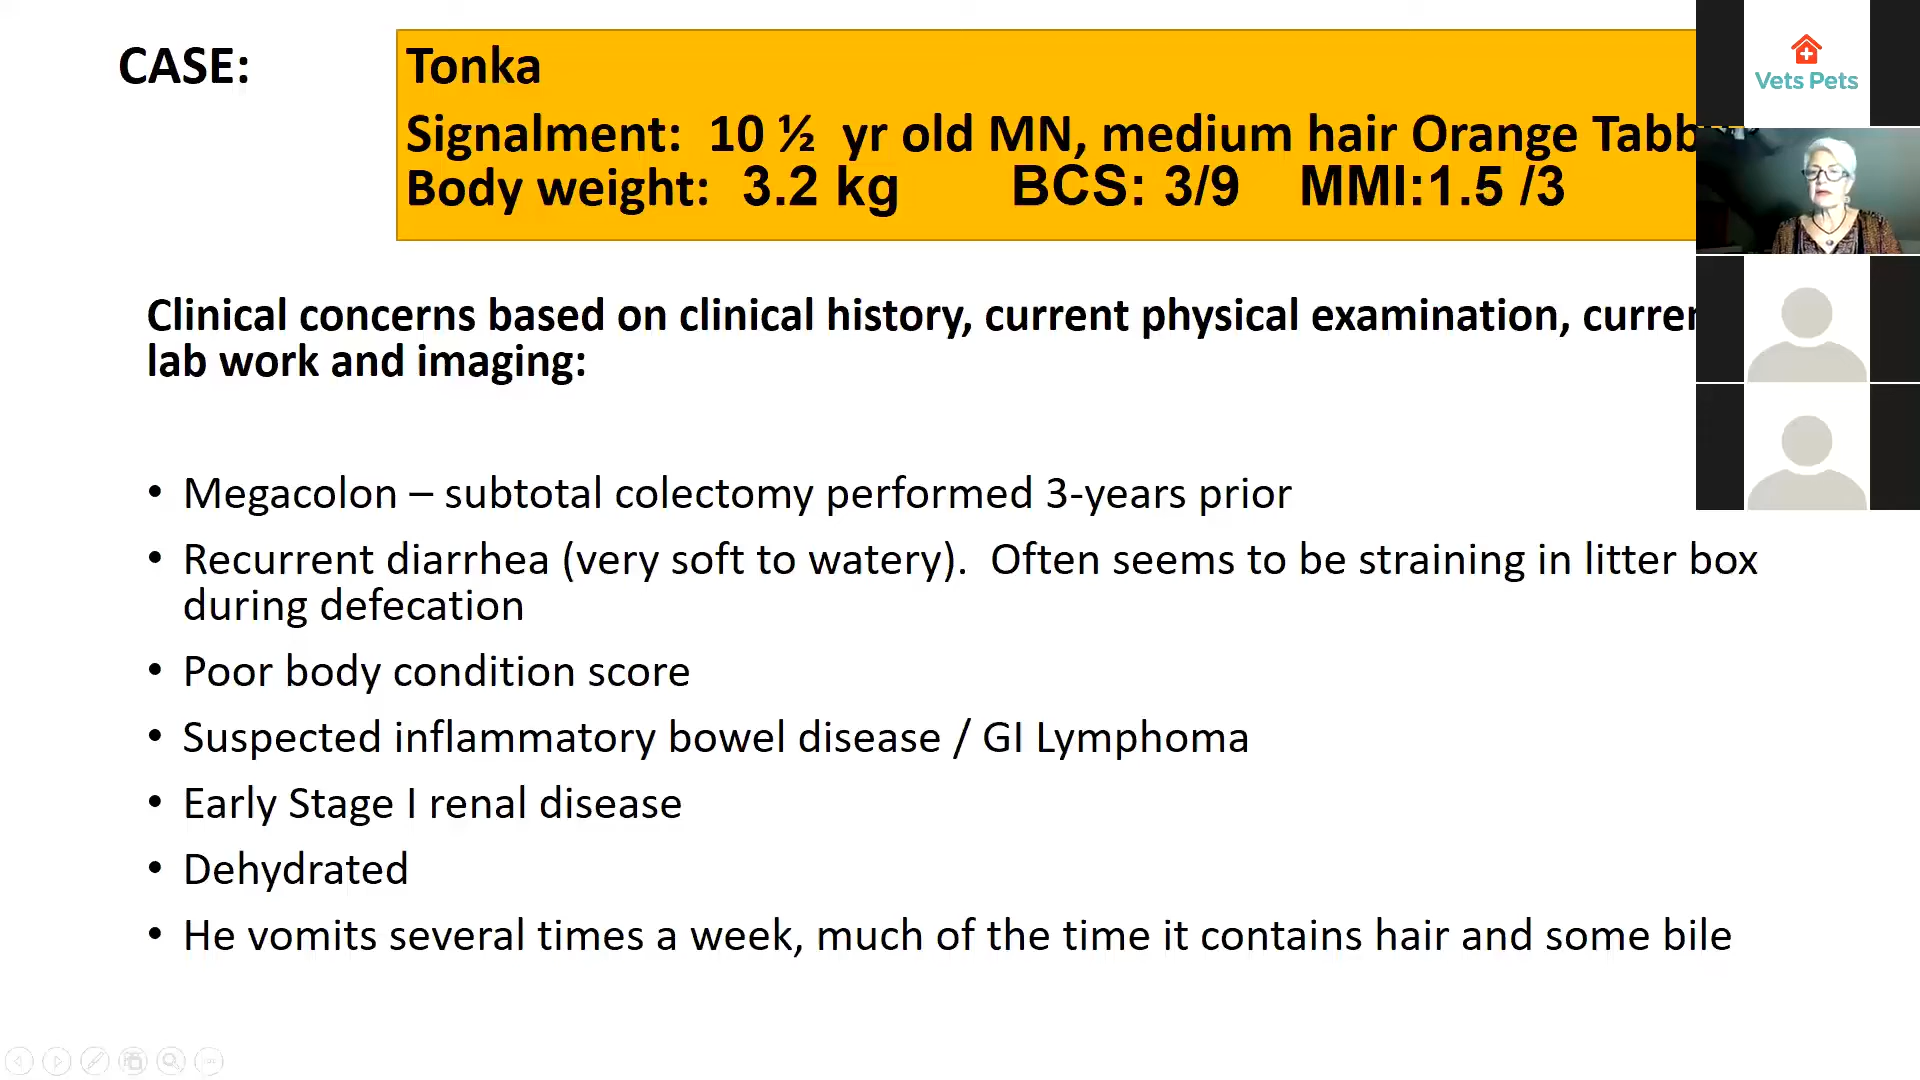 CASE:
Tonka
Signalment: 10 ½ yr old MN, medium hair Orange
Body weight: 3.2 kg BCS: 3/9 MMI:1.5 /3
Vets Pets
Clinical concerns based on clinical history, current physical examination,
lab work and imaging:
• Megacolon – subtotal colectomy performed 3-years prior
• Recurrent diarrhea (very soft to watery). Often seems to be straining in litter box
during defecation
• Poor body condition score
• Suspected inflammatory bowel disease / GI Lymphoma
• Early Stage I renal disease
• Dehydrated
• He vomits several times a week, much of the time it contains hair and some bile